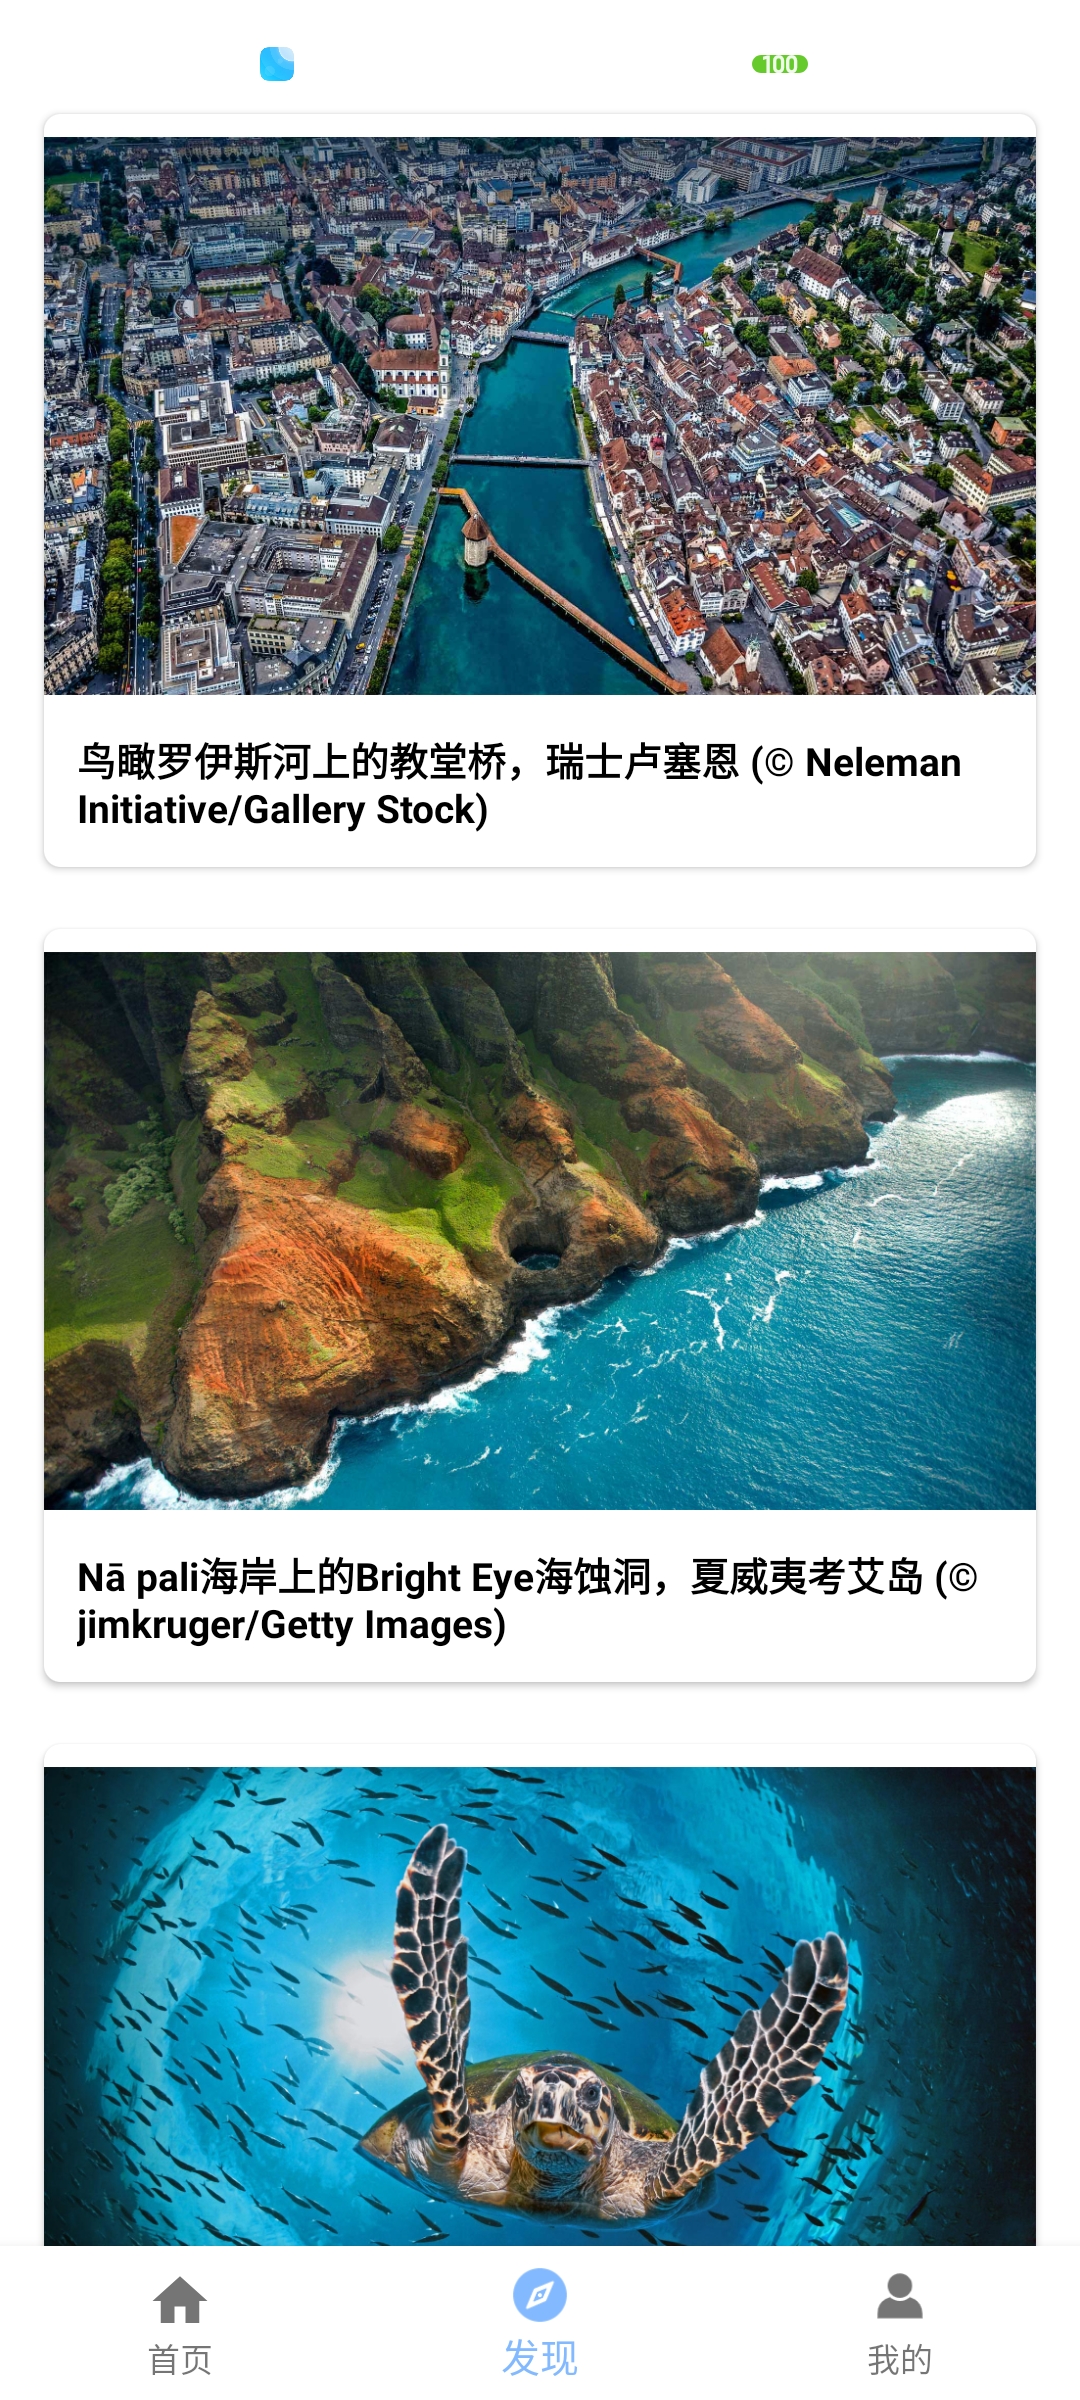 100
鸟瞰罗伊斯河上的教堂桥，瑞士卢塞恩 (© Neleman
Initiative/Gallery Stock)
Nā pali海岸上的Bright Eye海蚀洞，夏威夷考艾岛 (©
jimkruger/Getty Images)
首页
发现
我的